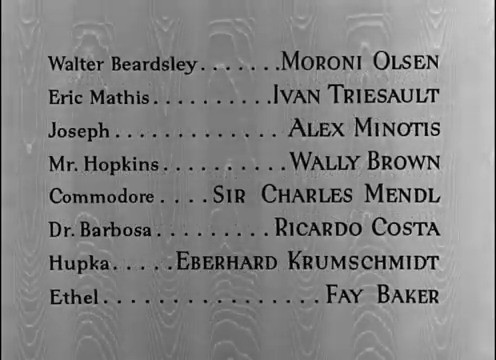 Walter Beardsley.......MORONI OLSEN
Eric Mathis..........IVAN TRIESAULT
Joseph.............ALEX MINOTIS
Mr. Hopkins..........WALLY BROWN
Commodore....SIR CHARLES MENDL
Dr. Barbosa.........RICARDO COSTA
Hupka.....EBERHARD KRUMSCHMIDT
Ethel................FAY BAKER